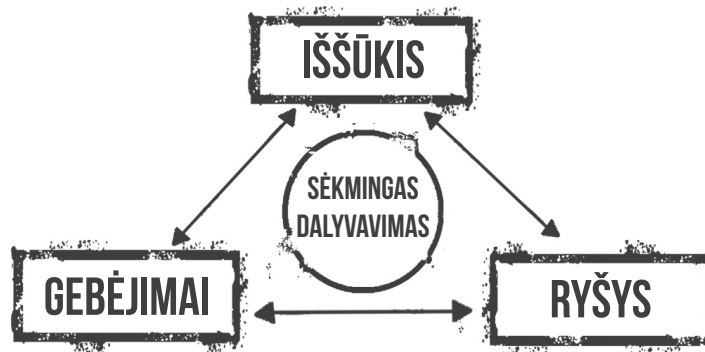 IŠŠŪKIS
SĖKMINGAS
DALYVAVIMAS
GEBĖJIMAI
RYŠYS